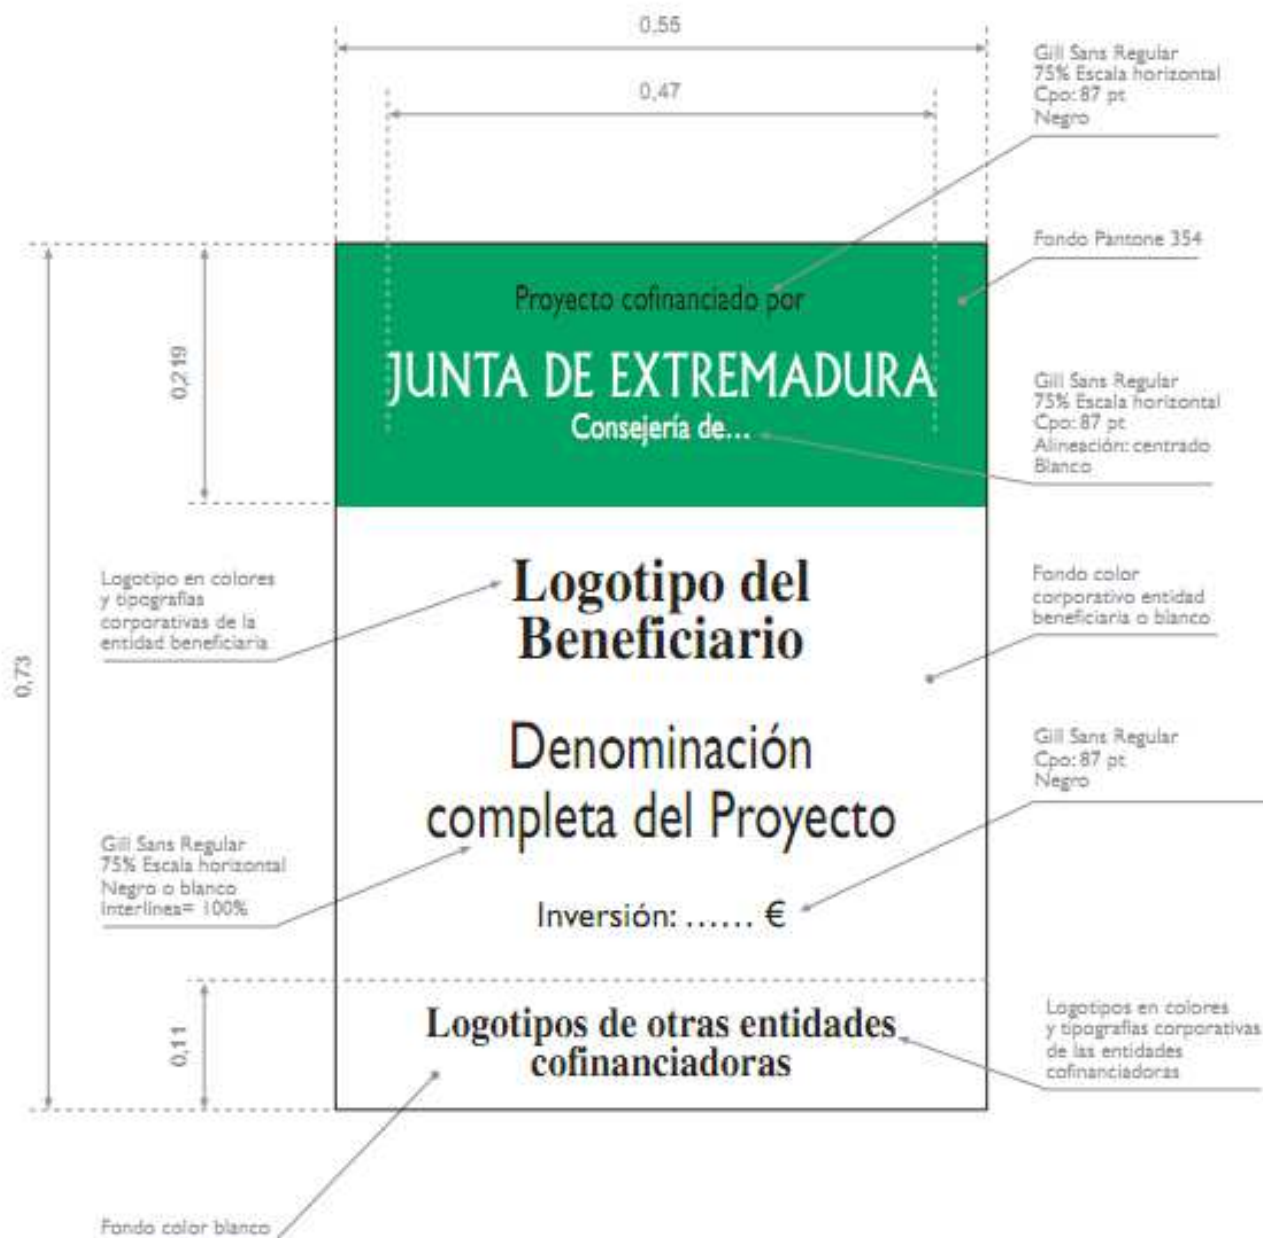 0,55
0,47
Gill Sans Regular
75% Escala horizontal
Cpo: 87 pt
Negro
Fondo Pantone 354
Proyecto cofinanciado por
JUNTA DE EXTREMADURA
Consejería de...
0,219
Gill Sans Regular
75% Escala horizontal
Cpo: 87 pt
Alineación: centrado
Blanco
Logotipo en colores
y tipografías
corporativas de la
entidad beneficiaria
Logotipo del
Beneficiario
Fondo color
corporativo entidad
beneficiaria o blanco
0,73
Denominación
completa del Proyecto
Gill Sans Regular
Cpo: 87 pt
Negro
Gill Sans Regular
75% Escala horizontal
Negro o blanco
Interlinea= 100%
Inversión: ...... €
0,11
Logotipos de otras entidades
cofinanciadoras
Logotipos en colores
y tipografías corporativas
de las entidades
cofinanciadoras
Fondo color blanco